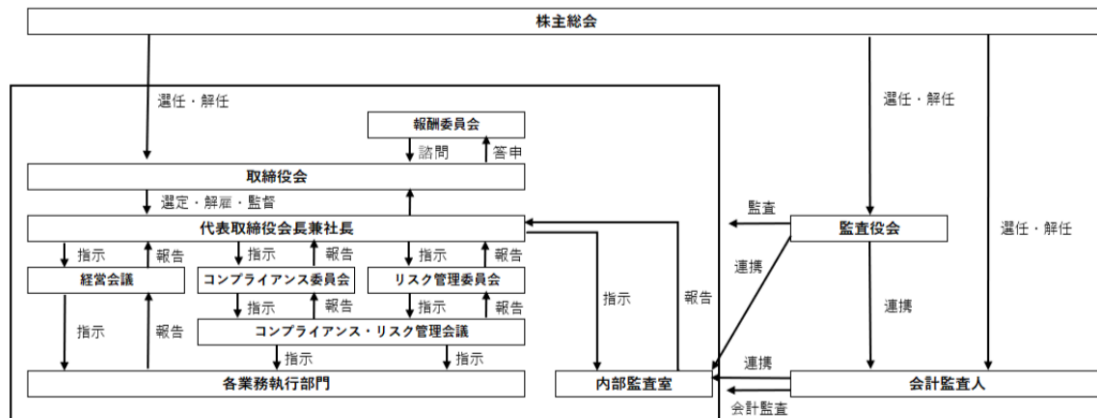 株主総会
選任・解任
選任・解任
選任・解任
報酬委員会
諮問
答申
取締役会
選定・解雇・監督
代表取締役会長兼社長
監査
監査役会
指示
報告
指示
報告
指示
報告
経営会議
コンプライアンス委員会
リスク管理委員会
連携
指示
報告
指示
報告
指示
報告
連携
指示
報告
コンプライアンス・リスク管理会議
指示
指示
連携
各業務執行部門
内部監査室
会計監査人
会計監査